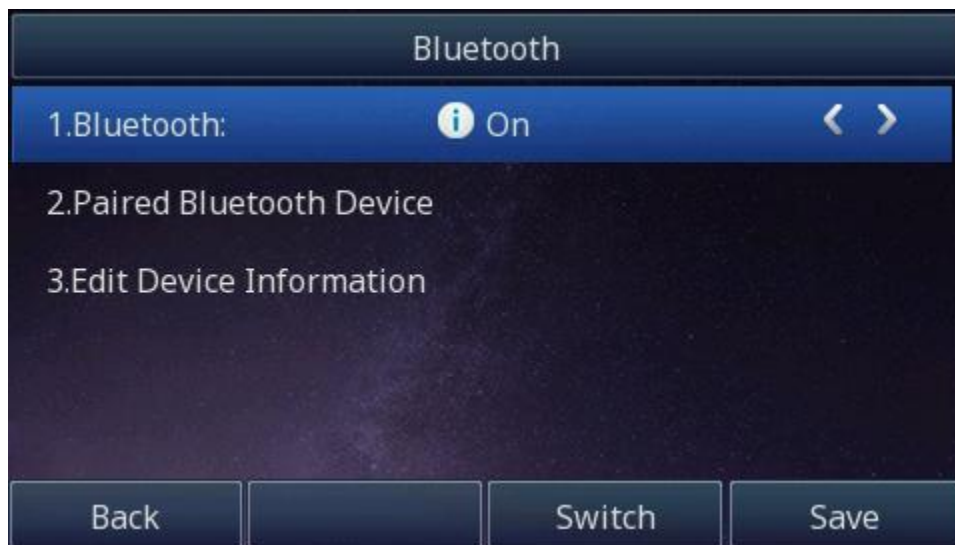 Bluetooth
1.Bluetooth: On
2.Paired Bluetooth Device
3.Edit Device Information
Back Switch Save